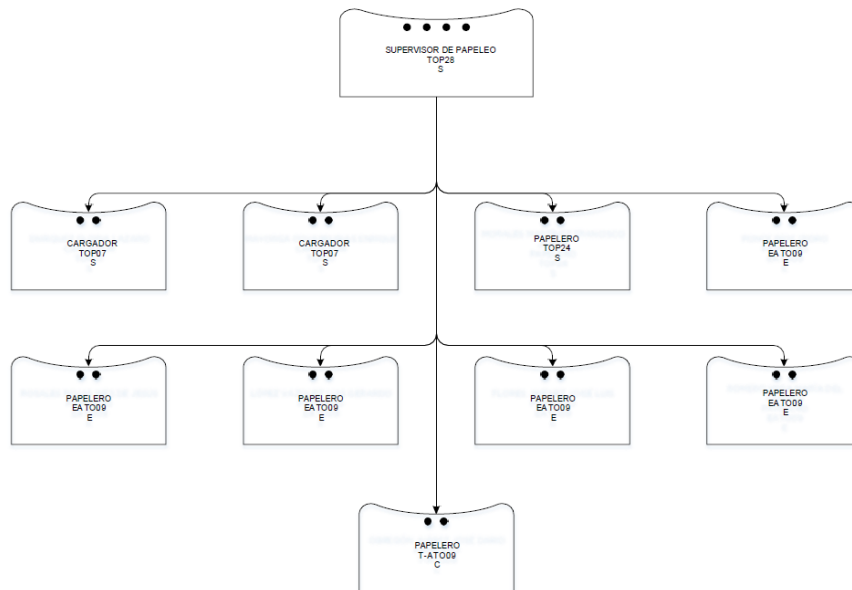 SUPERVISOR DE PAPELEO
TOP28
S
CARGADOR
TOP07
S
CARGADOR
TOP07
S
PAPELERO
TOP24
S
PAPELERO
EATO09
E
PAPELERO
EATO09
E
PAPELERO
EATO09
E
PAPELERO
EATO09
E
PAPELERO
EATO09
E
PAPELERO
T-ATO09
C